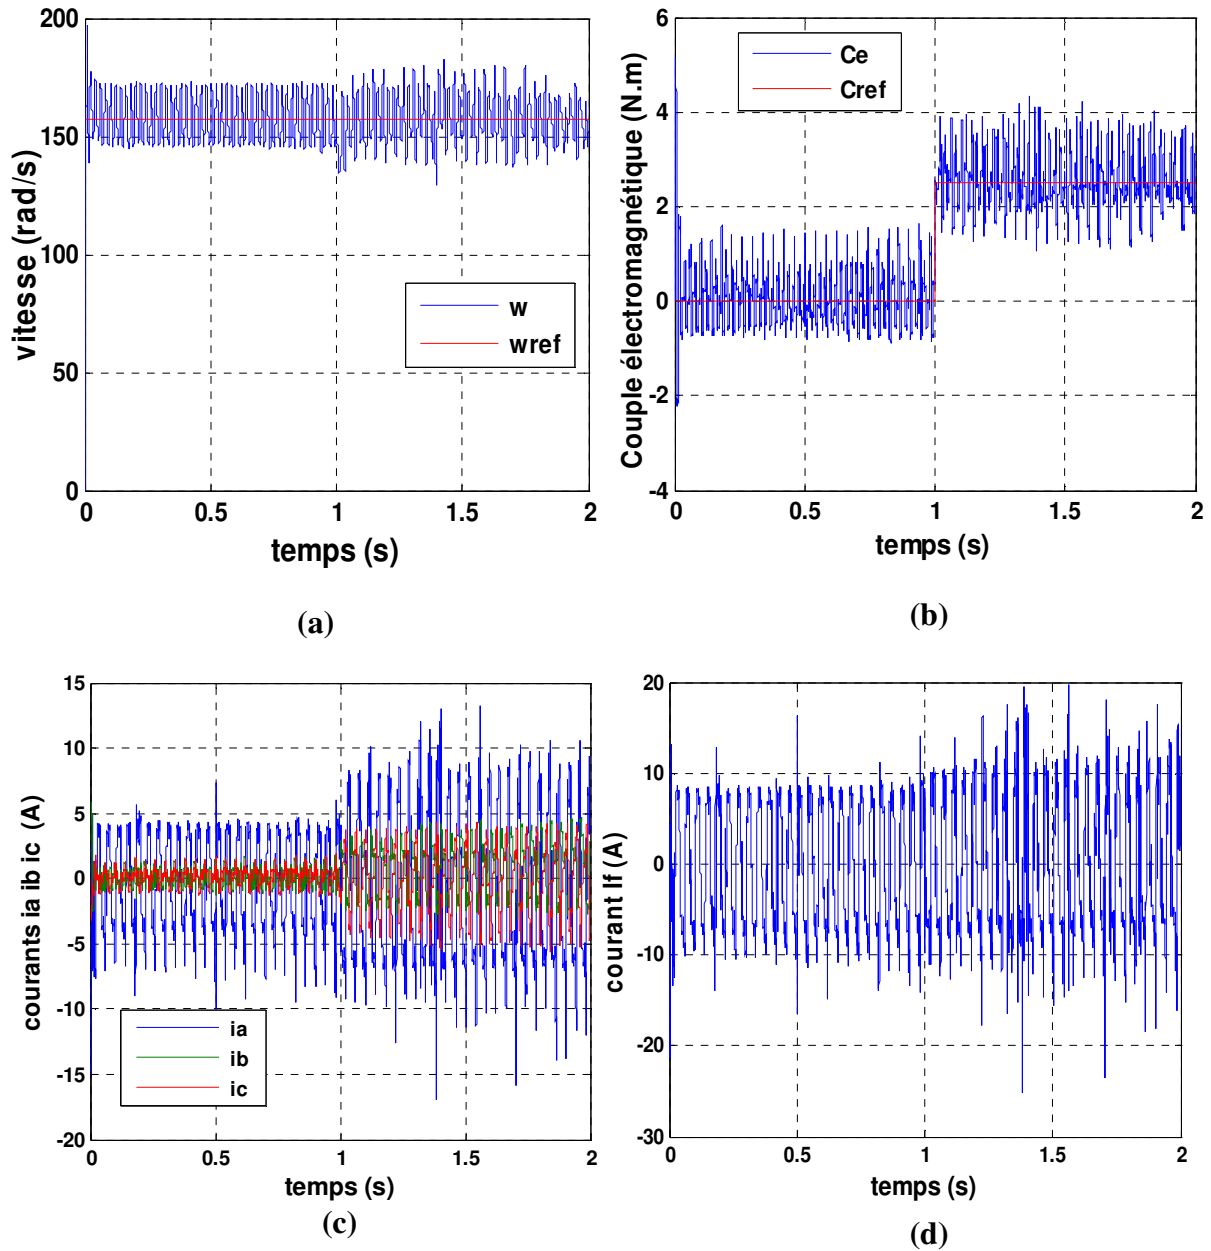 200
150
100
50
0
vitesse (rad/s)
w
wref
0
0.5
1
1.5
2
temps (s)
(a)
6
4
2
0
-2
-4
Couple électromagnétique (N.m)
Ce
Cref
0
0.5
1
1.5
2
temps (s)
(b)
15
10
5
0
-5
-10
-15
-20
courants ia ib ic (A)
ia
ib
ic
0
0.5
1
1.5
2
temps (s)
(c)
20
10
0
-10
-20
-30
courant If (A)
0
0.5
1
1.5
2
temps (s)
(d)